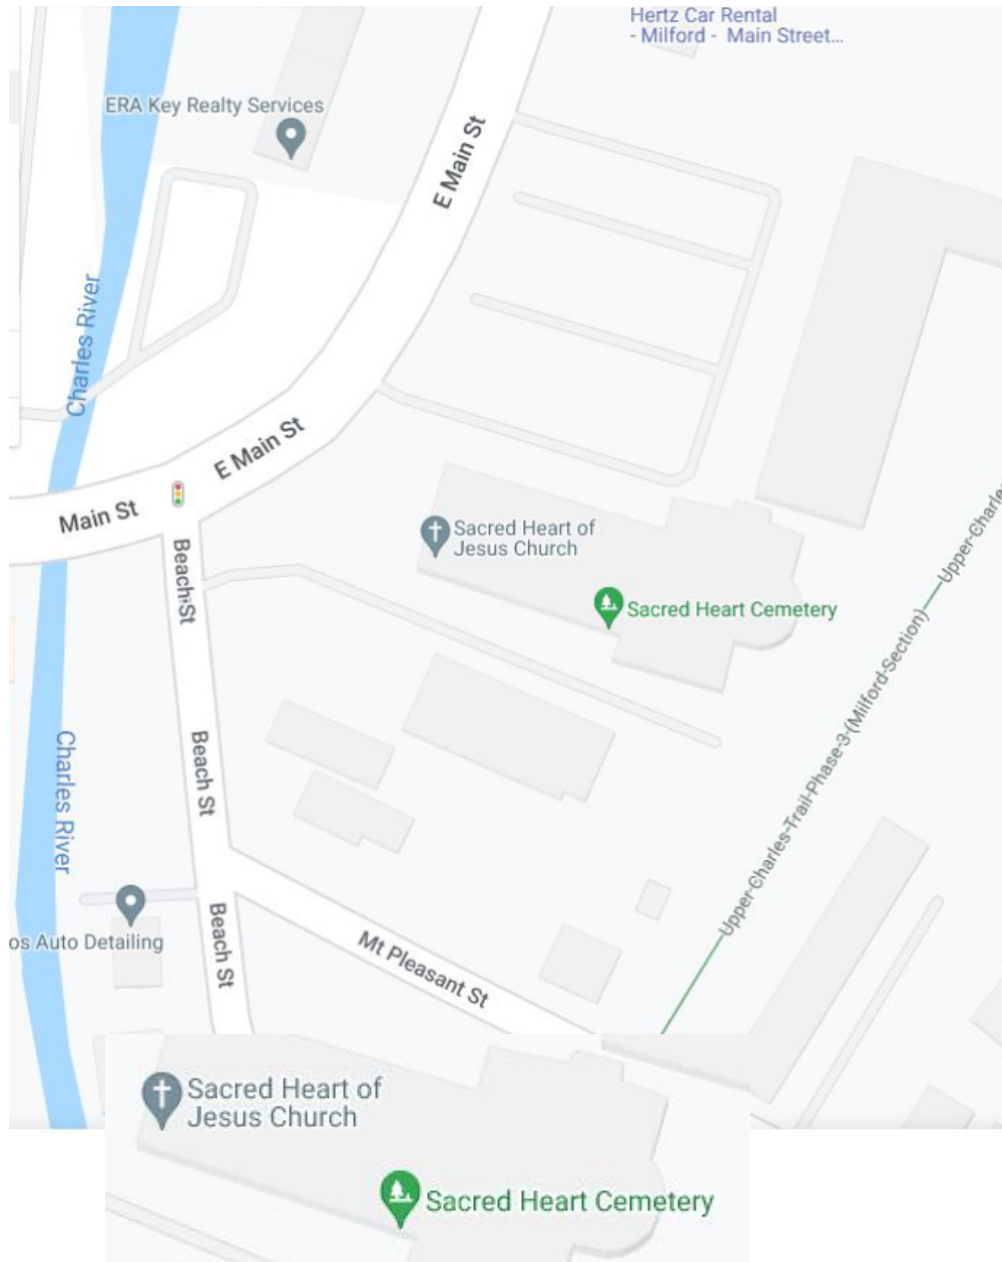 Hertz Car Rental
- Milford - Main Street...
ERA Key Realty Services
E Main St
Charles River
E Main St
Main St
Sacred Heart of
Jesus Church
Beach St
Upper-Charles
Sacred Heart Cemetery
Upper-Charles-Trail-Phase-3-(Milford-Section)
Beach St
Charles River
os Auto Detailing
Beach St
Mt Pleasant St
Sacred Heart of
Jesus Church
Sacred Heart Cemetery